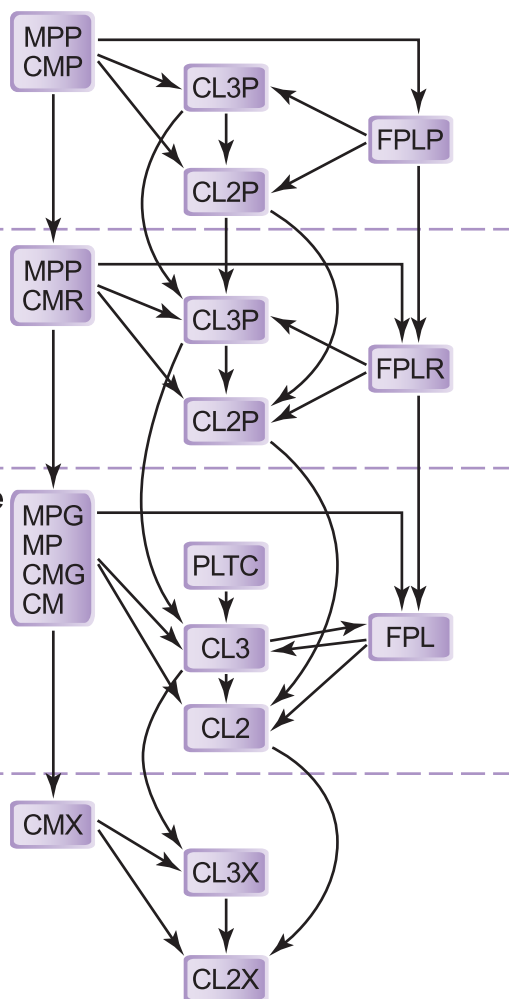 MPP
CMP
CL3P
FPLP
CL2P
MPP
CMR
CL3P
FPLR
CL2P
e
MPG
MP
CMG
CM
PLTC
CL3
FPL
CL2
CMX
CL3X
CL2X